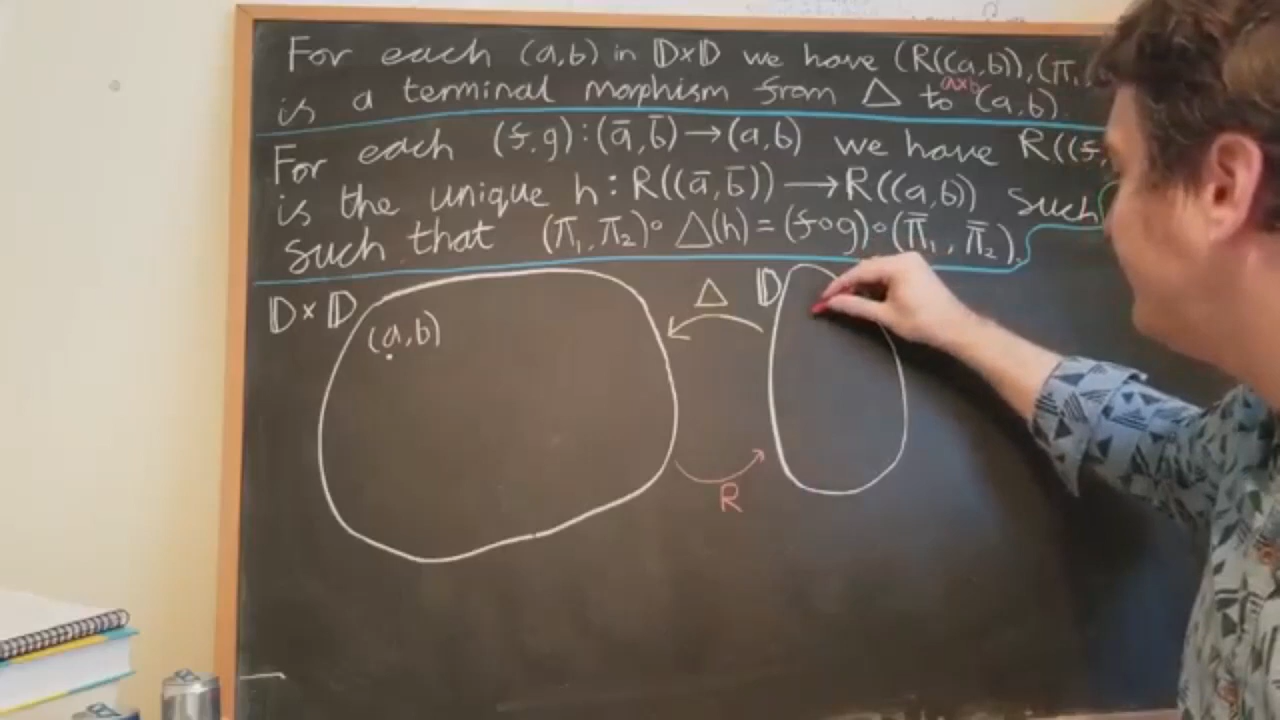 For each (a,b) in 𝔻×𝔻 we have (R((a,b)),(π₁,
a×b
is a terminal morphism from △ to (a,b).
For each (f,g):(ā,b̄)→(a,b) we have R((f,
is the unique h:R((ā,b̄))→R((a,b)) such
such that (π₁,π₂)∘△(h)=(f∘g)∘(π̄₁,π̄₂).
𝔻×𝔻 △ 𝔻
(a,b)
R